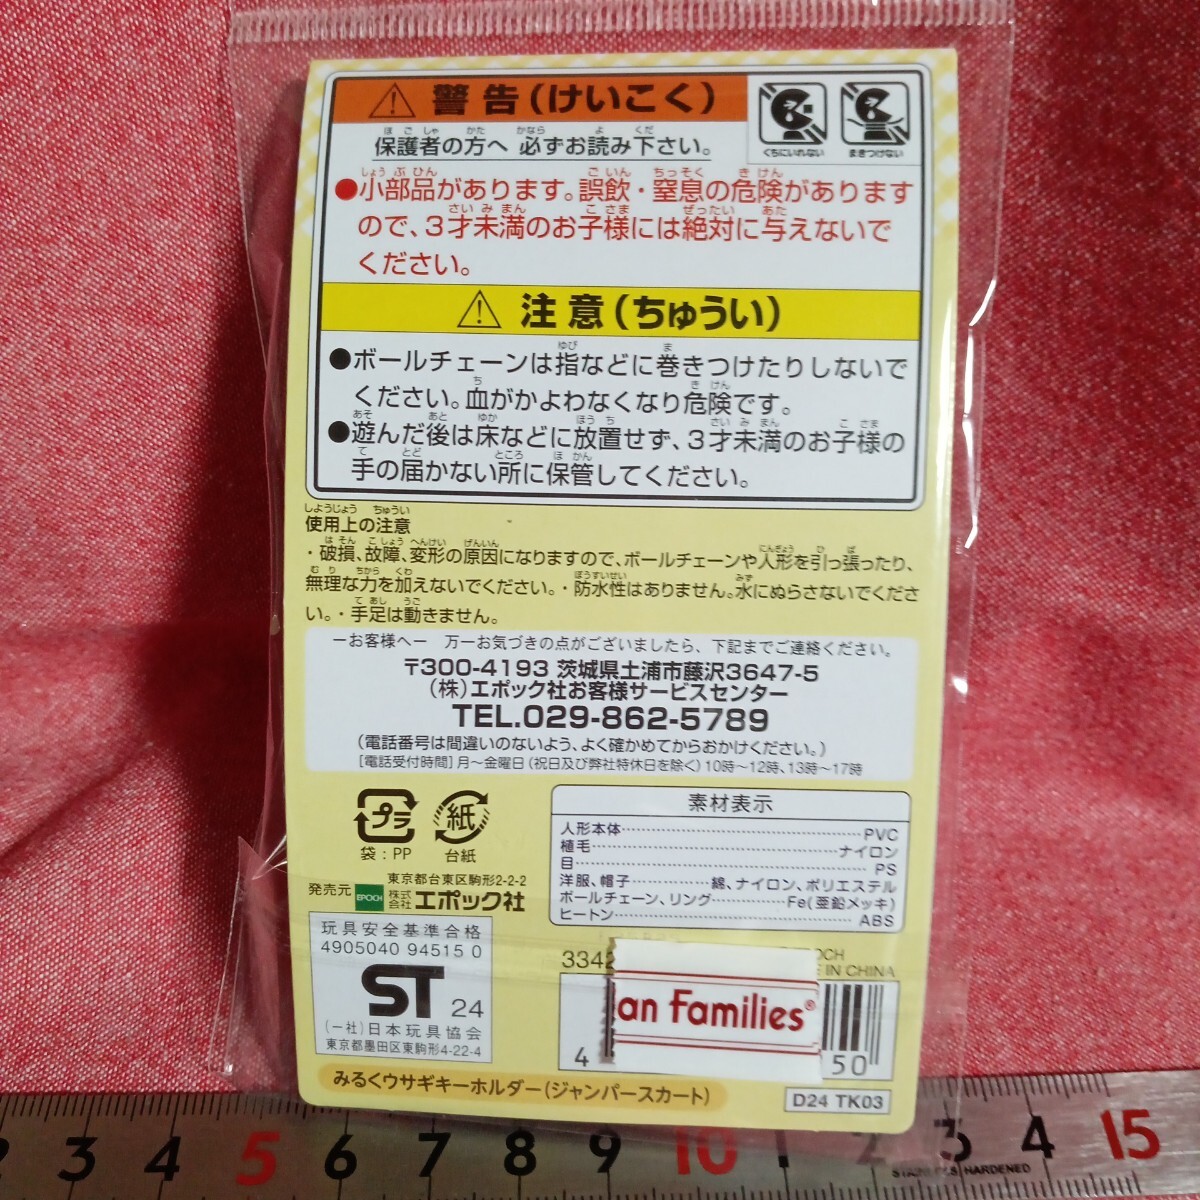 警告(けいこく)
くちにいれない
まきつけない
保護者の方へ 必ずお読み下さい。
●小部品があります。誤飲・窒息の危険があります
ので、3才未満のお子様には絶対に与えないで
ください。
注意(ちゅうい)
●ボールチェーンは指などに巻きつけたりしないで
ください。血がかよわなくなり危険です。
●遊んだ後は床などに放置せず、3才未満のお子様の
手の届かない所に保管してください。
使用上の注意
・破損、故障、変形の原因になりますので、ボールチェーンや人形を引っ張ったり、
無理な力を加えないでください。・防水性はありません。水にぬらさないでくださ
い。・手足は動きません。
―お客様へ― 万一お気づきの点がございましたら、下記までご連絡ください。
〒300-4193 茨城県土浦市藤沢3647-5
(株)エポック社お客様サービスセンター
TEL.029-862-5789
(電話番号は間違いのないよう、よく確かめてからおかけください。)
[電話受付時間]月〜金曜日(祝日及び弊社特休日を除く)10時〜12時、13時〜17時
プラ
袋:PP
紙
台紙
素材表示
人形本体 PVC
植毛 ナイロン
目 PS
洋服、帽子 綿、ナイロン、ポリエステル
ボールチェーン、リング Fe(亜鉛メッキ)
ヒートン ABS
東京都台東区駒形2-2-2
発売元 EPOCH 株式会社 エポック社
玩具安全基準合格
4905040 94515 0
ST 24
(一社)日本玩具協会
東京都墨田区東駒形4-22-4
3342
OCH
IN CHINA
an Families®
4
50
みるくウサギキーホルダー(ジャンパースカート)
D24 TK03
2 3 4 5 6 7 8 9 10 1 2 3 4 15
STAINLESS HARDENED